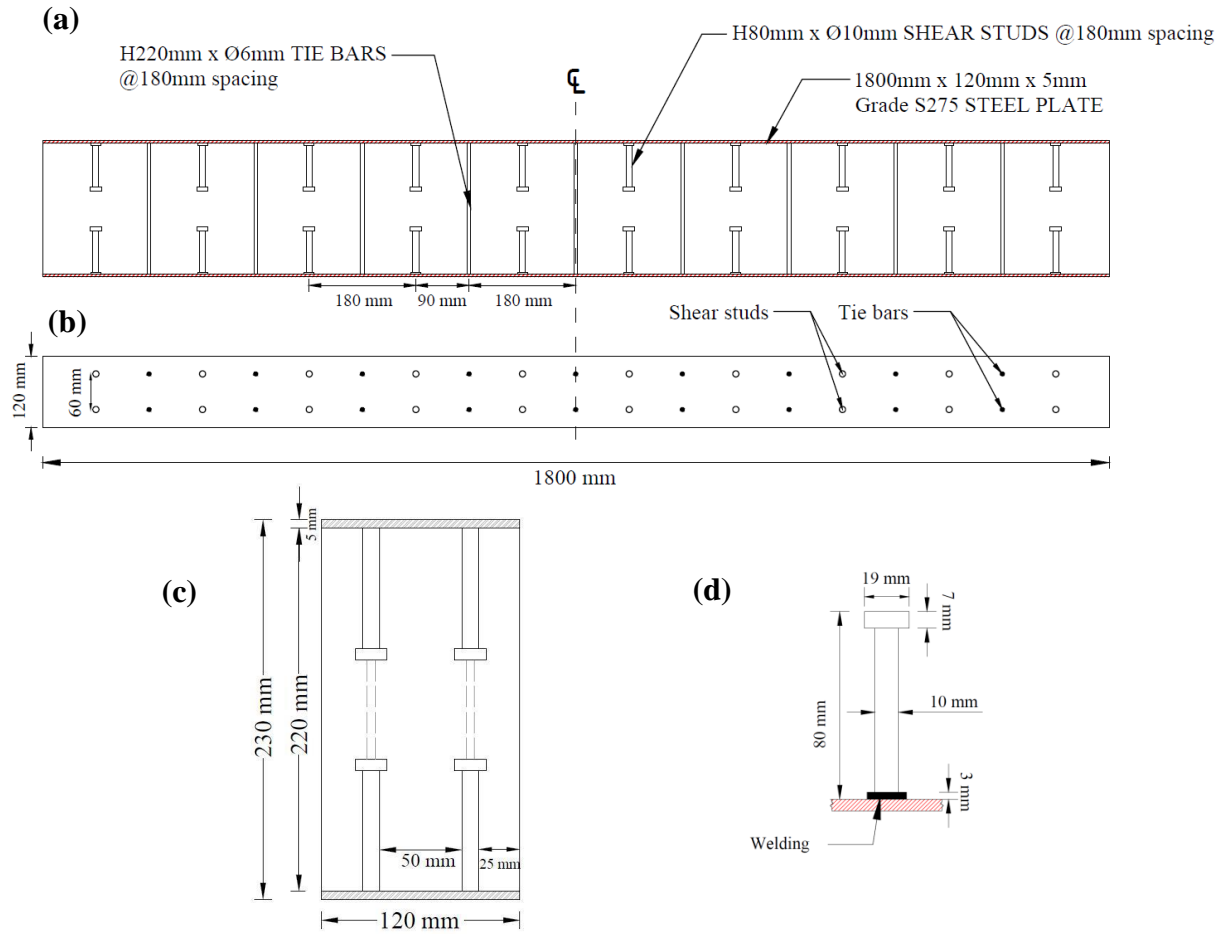 (a)
H220mm x Ø6mm TIE BARS
@180mm spacing
℄
H80mm x Ø10mm SHEAR STUDS @180mm spacing
1800mm x 120mm x 5mm
Grade S275 STEEL PLATE
180 mm
90 mm
180 mm
(b)
Shear studs
Tie bars
120 mm
60 mm
1800 mm
(c)
5 mm
230 mm
220 mm
50 mm
25 mm
120 mm
(d)
19 mm
7 mm
80 mm
10 mm
3 mm
Welding